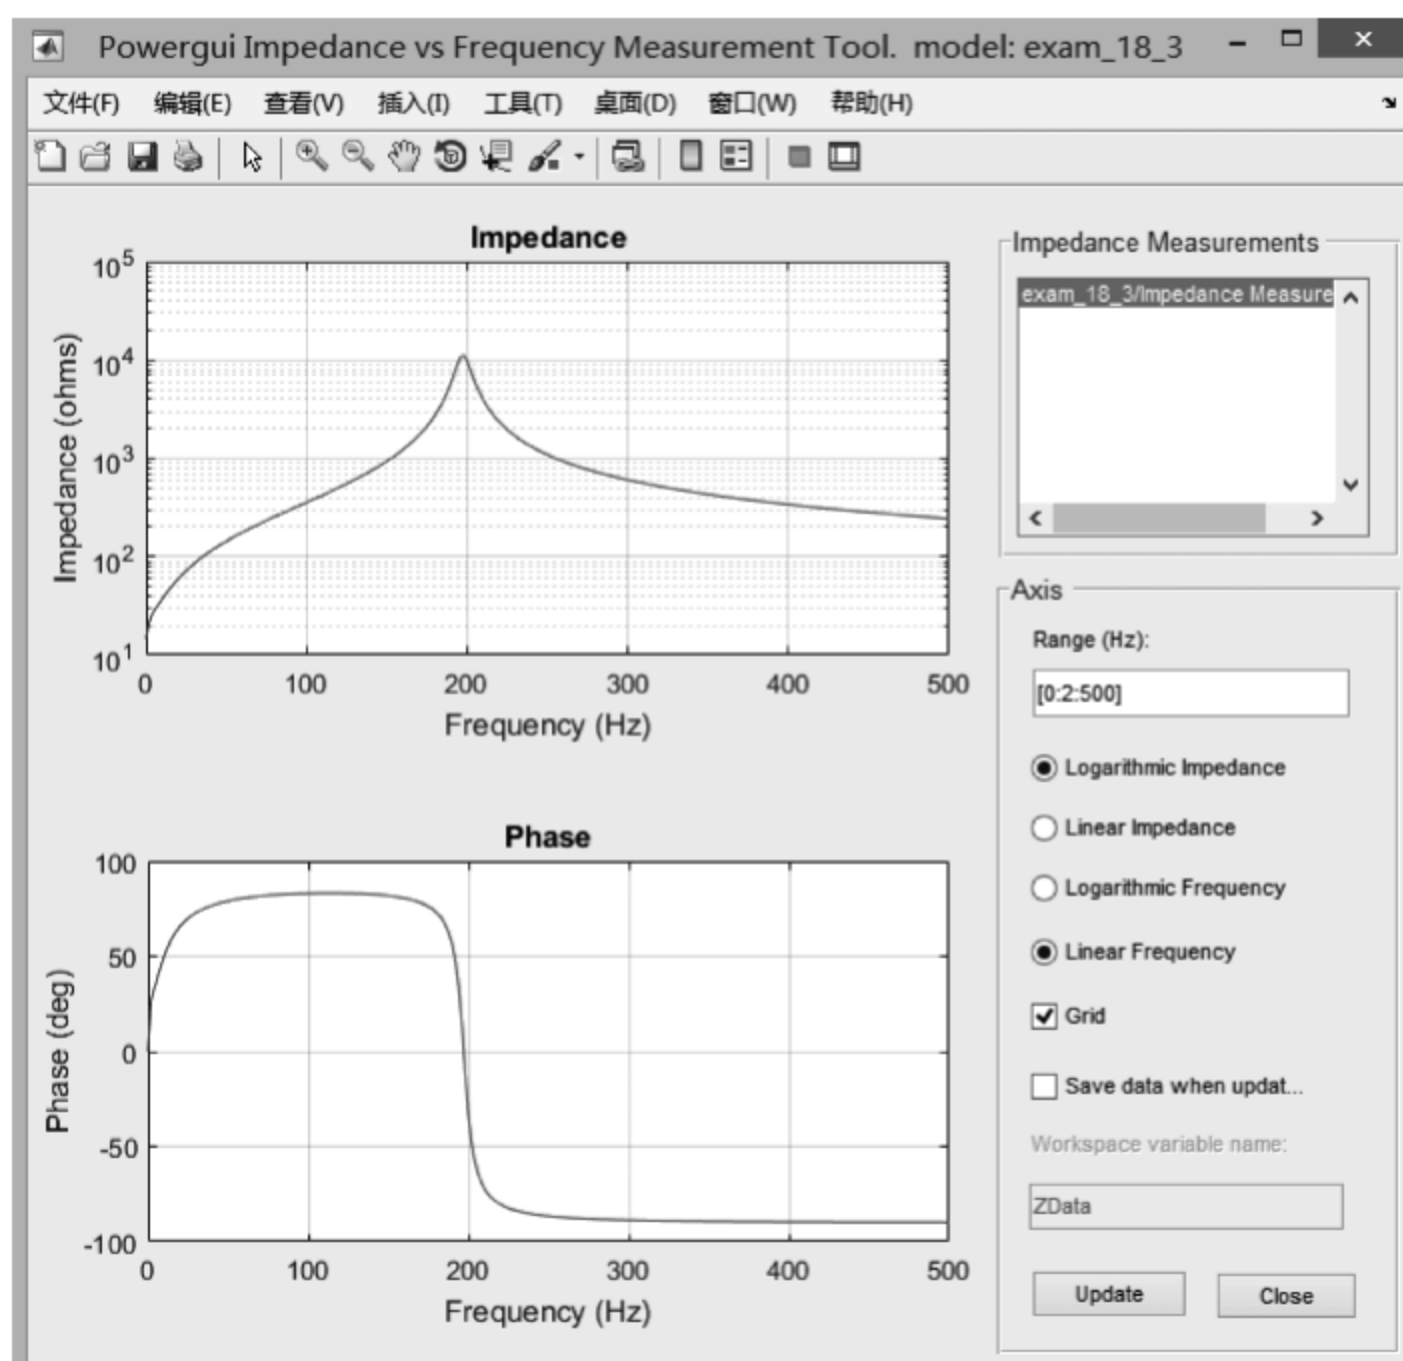 Powergui Impedance vs Frequency Measurement Tool. model: exam_18_3
文件(F) 编辑(E) 查看(V) 插入(I) 工具(T) 桌面(D) 窗口(W) 帮助(H)
Impedance
10^5
10^4
10^3
10^2
10^1
Impedance (ohms)
0 100 200 300 400 500
Frequency (Hz)
Phase
100
50
0
-50
-100
Phase (deg)
0 100 200 300 400 500
Frequency (Hz)
Impedance Measurements
exam_18_3/Impedance Measure
Axis
Range (Hz):
[0:2:500]
Logarithmic Impedance
Linear Impedance
Logarithmic Frequency
Linear Frequency
Grid
Save data when updat...
Workspace variable name:
ZData
Update Close